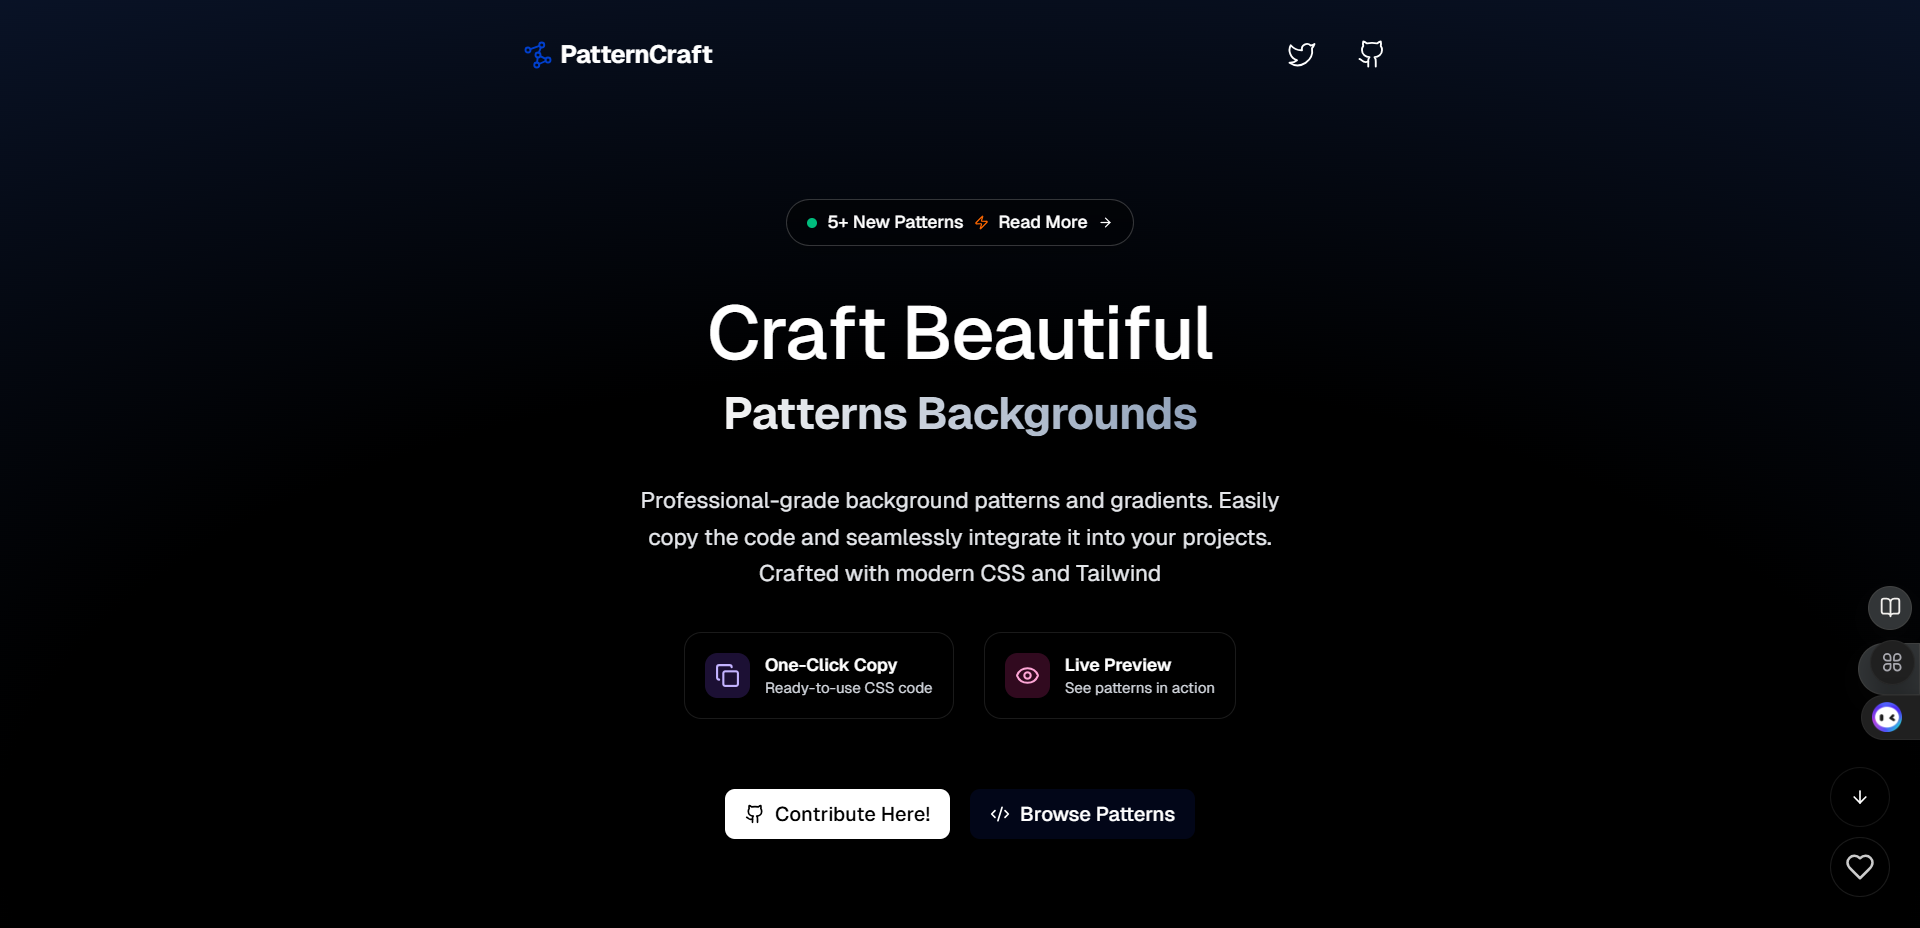 PatternCraft
5+ New Patterns Read More →
Craft Beautiful
Patterns Backgrounds
Professional-grade background patterns and gradients. Easily
copy the code and seamlessly integrate it into your projects.
Crafted with modern CSS and Tailwind
One-Click Copy
Ready-to-use CSS code
Live Preview
See patterns in action
Contribute Here!
Browse Patterns